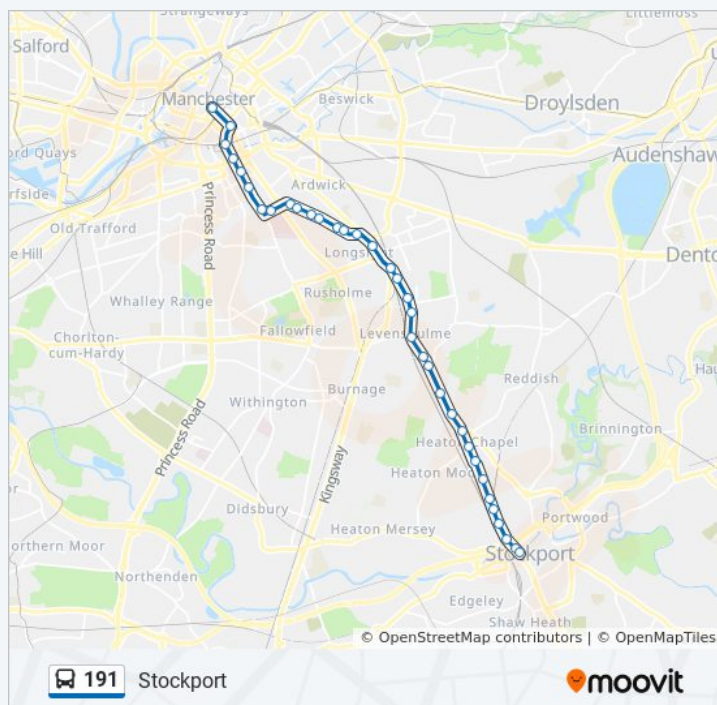 Strangeways
Littlemoss
Salford
Manchester
Beswick
Droylsden
ord Quays
Audenshaw
rfside
Ardwick
Princess Road
Old Trafford
e Hill
Longsight
Denton
Rusholme
Whalley Range
Fallowfield
Levenshulme
Chorlton-
cum-Hardy
Reddish
Hau
Burnage
Withington
Brinnington
Princess Road
Kingsway
Heaton Chapel
Heaton Moor
Didsbury
Heaton Mersey
Portwood
orthern Moor
Stockport
Northenden
Edgeley
Shaw Heath
© OpenStreetMap contributors | © OpenMapTiles
191 Stockport
moovit